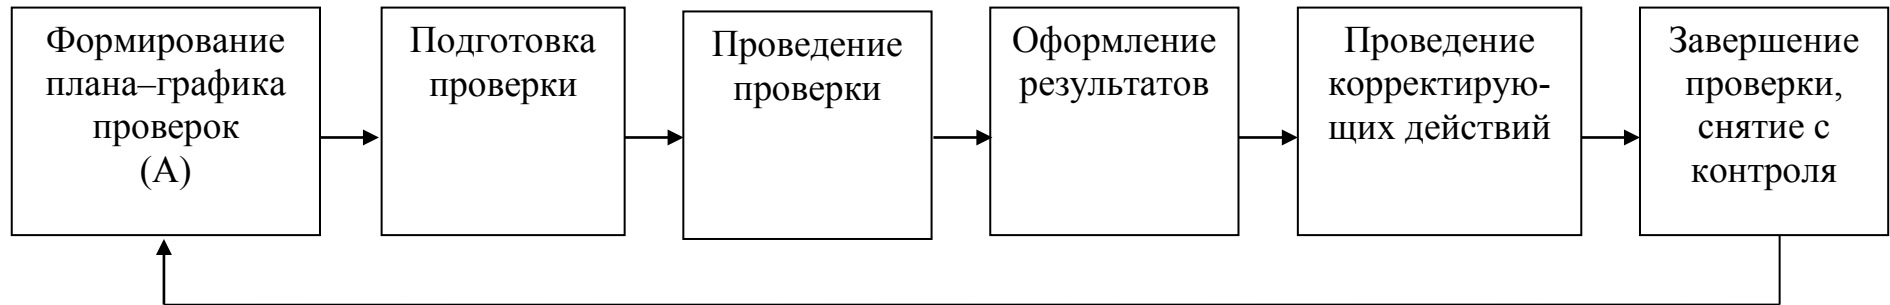 Формирование
плана–графика
проверок
(А)
Подготовка
проверки
Проведение
проверки
Оформление
результатов
Проведение
корректирую-
щих действий
Завершение
проверки,
снятие с
контроля